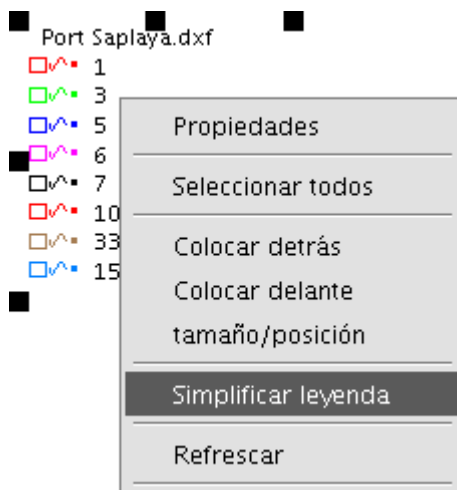 Port Saplaya.dxf
1
3
5
6
7
10
33
15
Propiedades
Seleccionar todos
Colocar detrás
Colocar delante
tamaño/posición
Simplificar leyenda
Refrescar